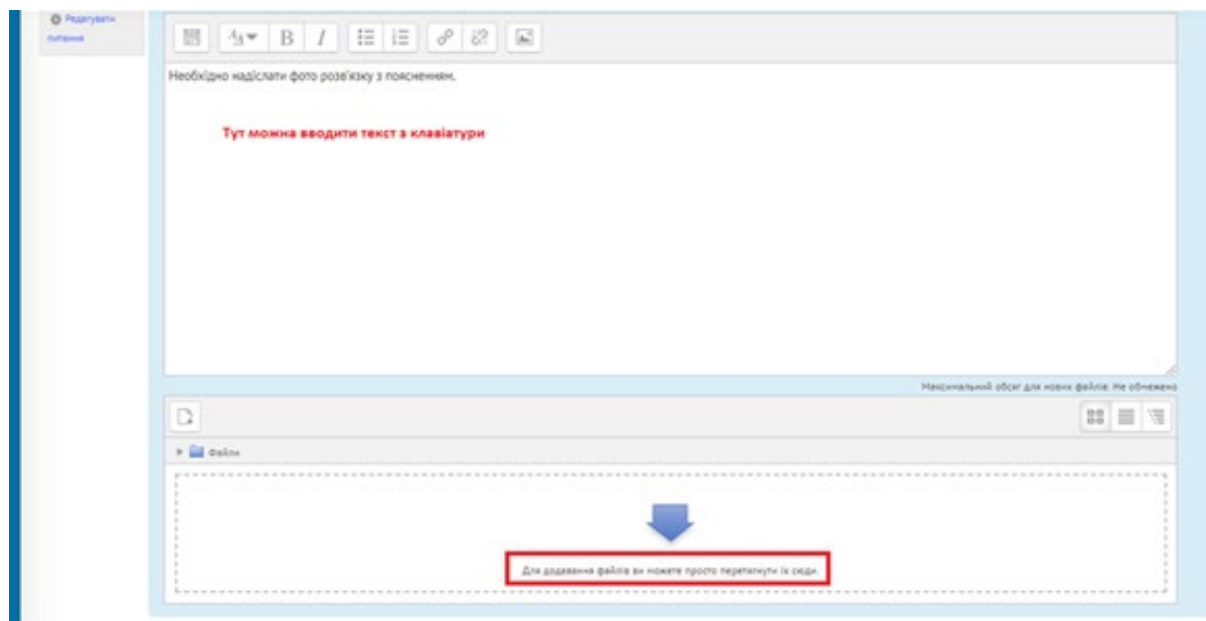 Редагувати
питання
Необхідно надіслати фото розв'язку з поясненням.
Тут можна вводити текст з клавіатури
Максимальний обсяг для нових файлів: Не обмежено
Файли
Для додавання файлів ви можете просто перетягнути їх сюди.